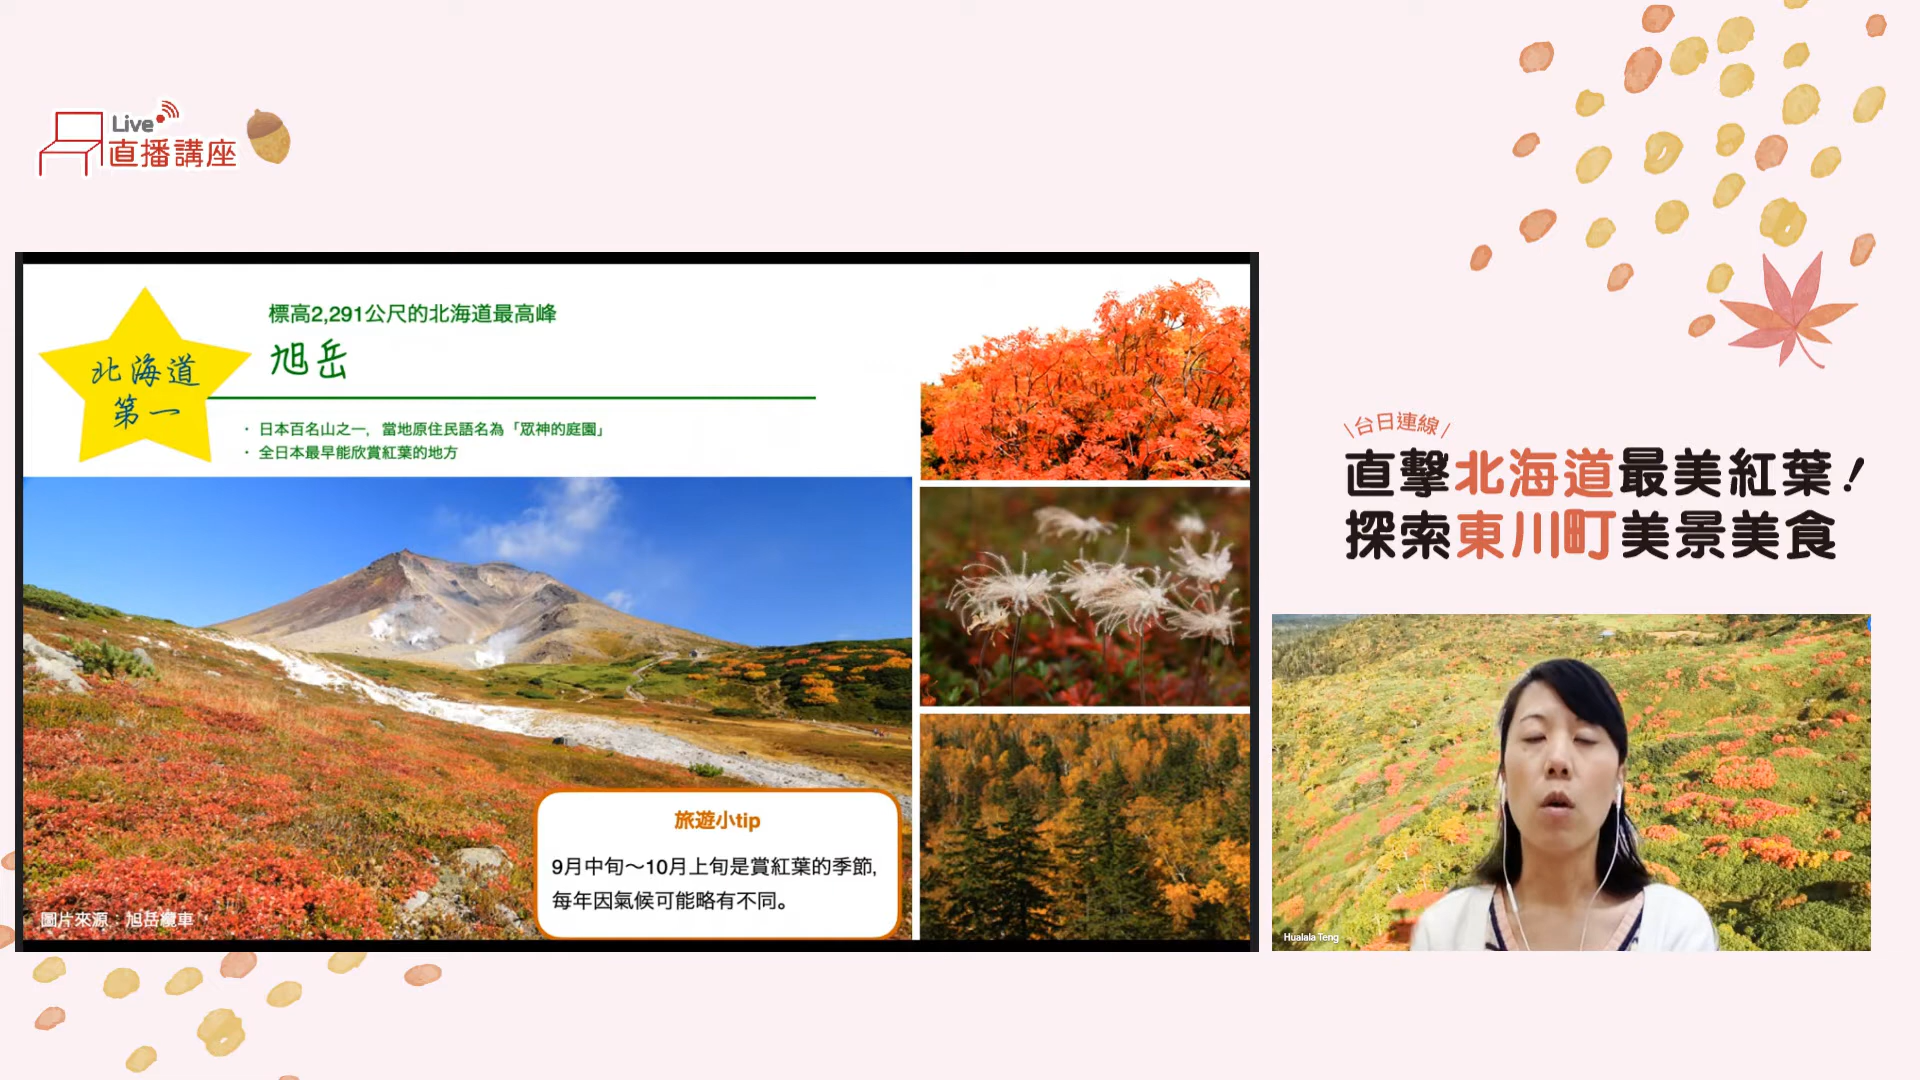 Live
直播講座
北海道
第一
標高2,291公尺的北海道最高峰
旭岳
· 日本百名山之一，當地原住民語名為「眾神的庭園」
· 全日本最早能欣賞紅葉的地方
旅遊小tip
9月中旬～10月上旬是賞紅葉的季節,
每年因氣候可能略有不同。
圖片來源：旭岳纜車
\台日連線/
直擊北海道最美紅葉！
探索東川町美景美食
Hualala Teng